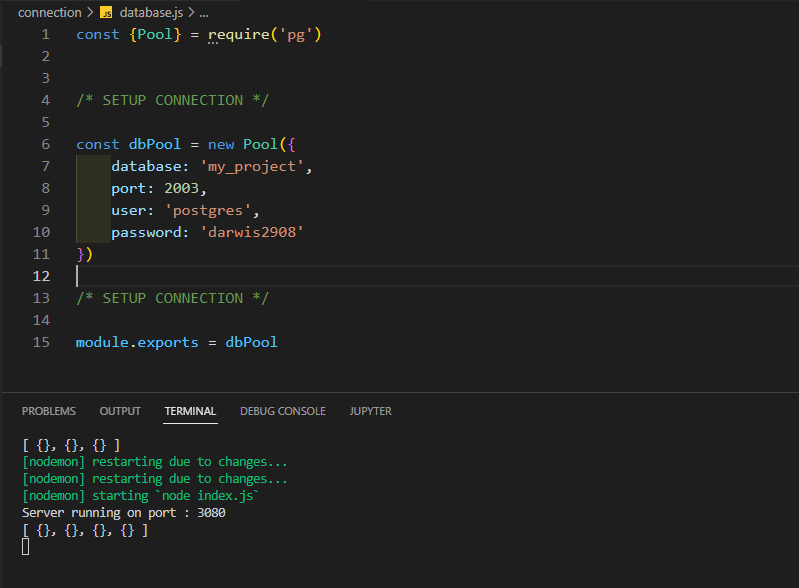 connection > JS database.js > ...
1 const {Pool} = require('pg')
2
3
4 /* SETUP CONNECTION */
5
6 const dbPool = new Pool({
7 database: 'my_project',
8 port: 2003,
9 user: 'postgres',
10 password: 'darwis2908'
11 })
12
13 /* SETUP CONNECTION */
14
15 module.exports = dbPool
PROBLEMS OUTPUT TERMINAL DEBUG CONSOLE JUPYTER
[ {}, {}, {} ]
[nodemon] restarting due to changes...
[nodemon] restarting due to changes...
[nodemon] starting `node index.js`
Server running on port : 3080
[ {}, {}, {}, {} ]